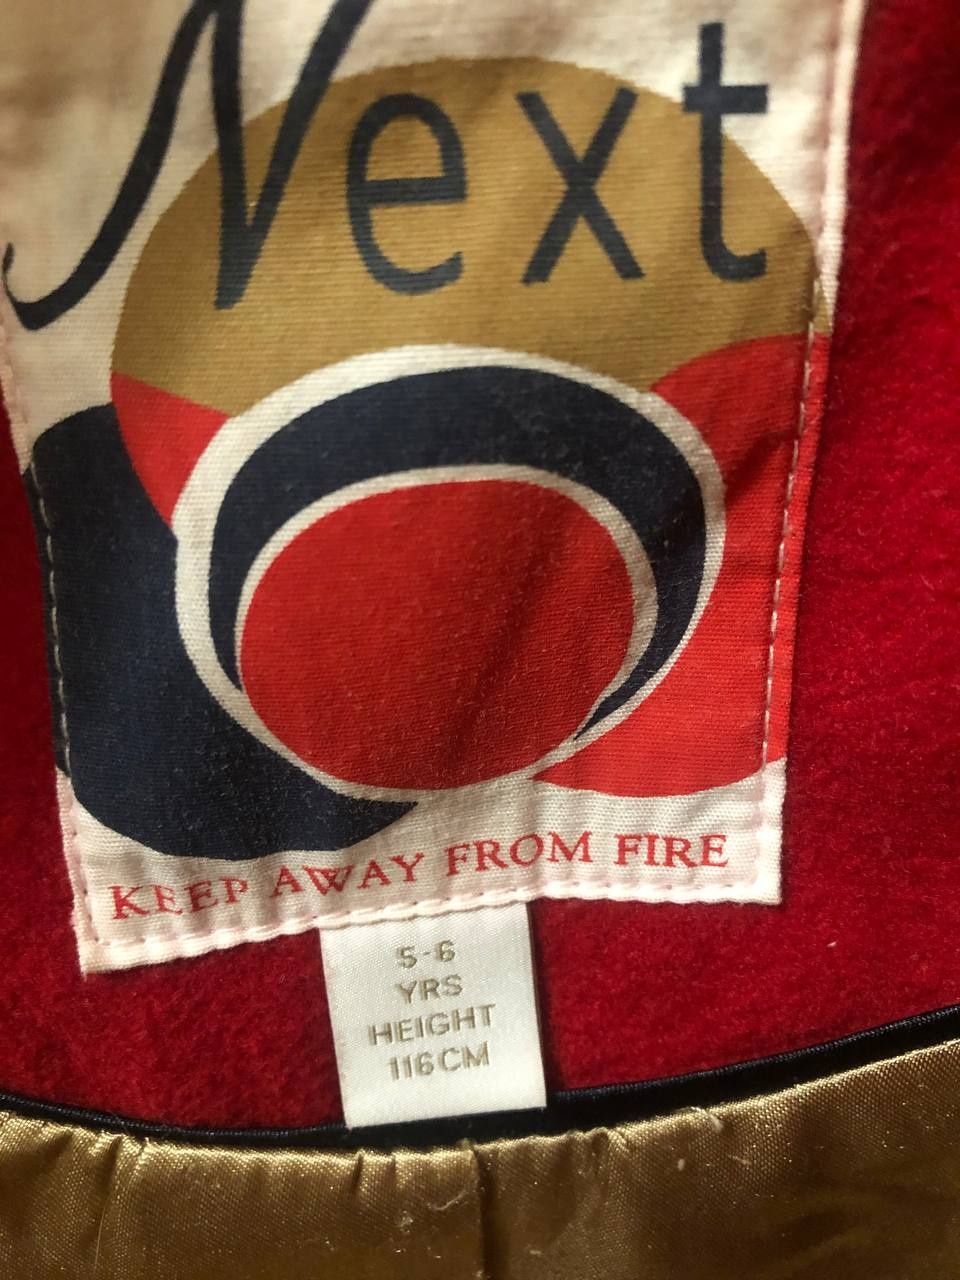 Next
KEEP AWAY FROM FIRE
5-6
YRS
HEIGHT
116 CM